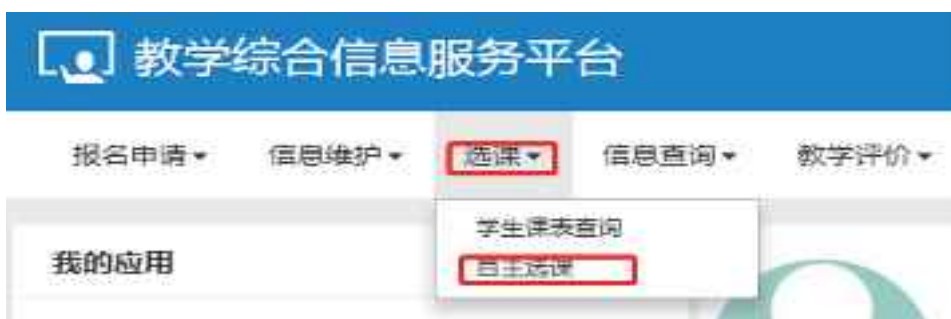 教学综合信息服务平台
报名申请 信息维护 选课 信息查询 教学评价
学生课表查询
我的应用
自主选课